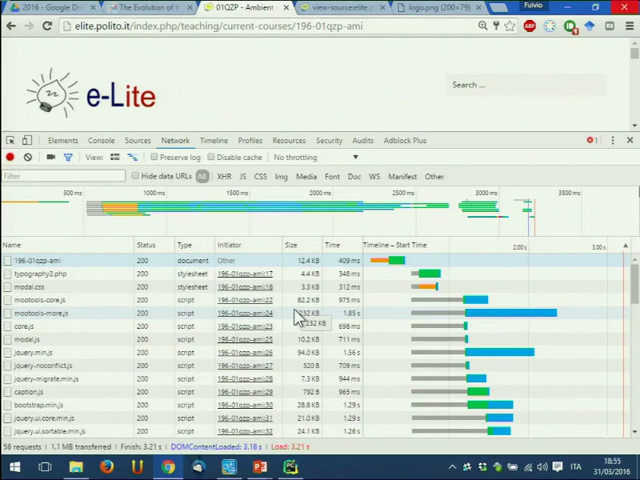 2016 - Google Dri
The Evolution of th
01QZP - Ambient
view-source:elite.p
logo.png (200×79)
Fulvio
elite.polito.it/index.php/teaching/current-courses/196-01qzp-ami
e-Lite
Search ...
Elements Console Sources Network Timeline Profiles Resources Security Audits Adblock Plus
1
View: Preserve log Disable cache No throttling
Filter Hide data URLs All XHR JS CSS Img Media Font Doc WS Manifest Other
500 ms 1000 ms 1500 ms 2000 ms 2500 ms 3000 ms 3500 ms
Name Status Type Initiator Size Time Timeline – Start Time 2.00 s 3.00 s
196-01qzp-ami 200 document Other 12.4 KB 409 ms
typography2.php 200 stylesheet 196-01qzp-ami:17 4.4 KB 348 ms
modal.css 200 stylesheet 196-01qzp-ami:18 3.3 KB 312 ms
mootools-core.js 200 script 196-01qzp-ami:22 82.2 KB 975 ms
mootools-more.js 200 script 196-01qzp-ami:24 232 KB 1.85 s
232 KB
core.js 200 script 196-01qzp-ami:23 698 ms
modal.js 200 script 196-01qzp-ami:25 10.2 KB 711 ms
jquery.min.js 200 script 196-01qzp-ami:26 94.0 KB 1.56 s
jquery-noconflict.js 200 script 196-01qzp-ami:27 320 B 709 ms
jquery-migrate.min.js 200 script 196-01qzp-ami:28 7.3 KB 944 ms
caption.js 200 script 196-01qzp-ami:29 792 B 965 ms
bootstrap.min.js 200 script 196-01qzp-ami:30 28.8 KB 1.29 s
jquery.ui.core.min.js 200 script 196-01qzp-ami:31 21.0 KB 1.28 s
jquery.ui.sortable.min.js 200 script 196-01qzp-ami:32 24.1 KB 1.26 s
58 requests | 1.1 MB transferred | Finish: 3.21 s | DOMContentLoaded: 3.18 s | Load: 3.21 s
ITA
18:55
31/03/2016